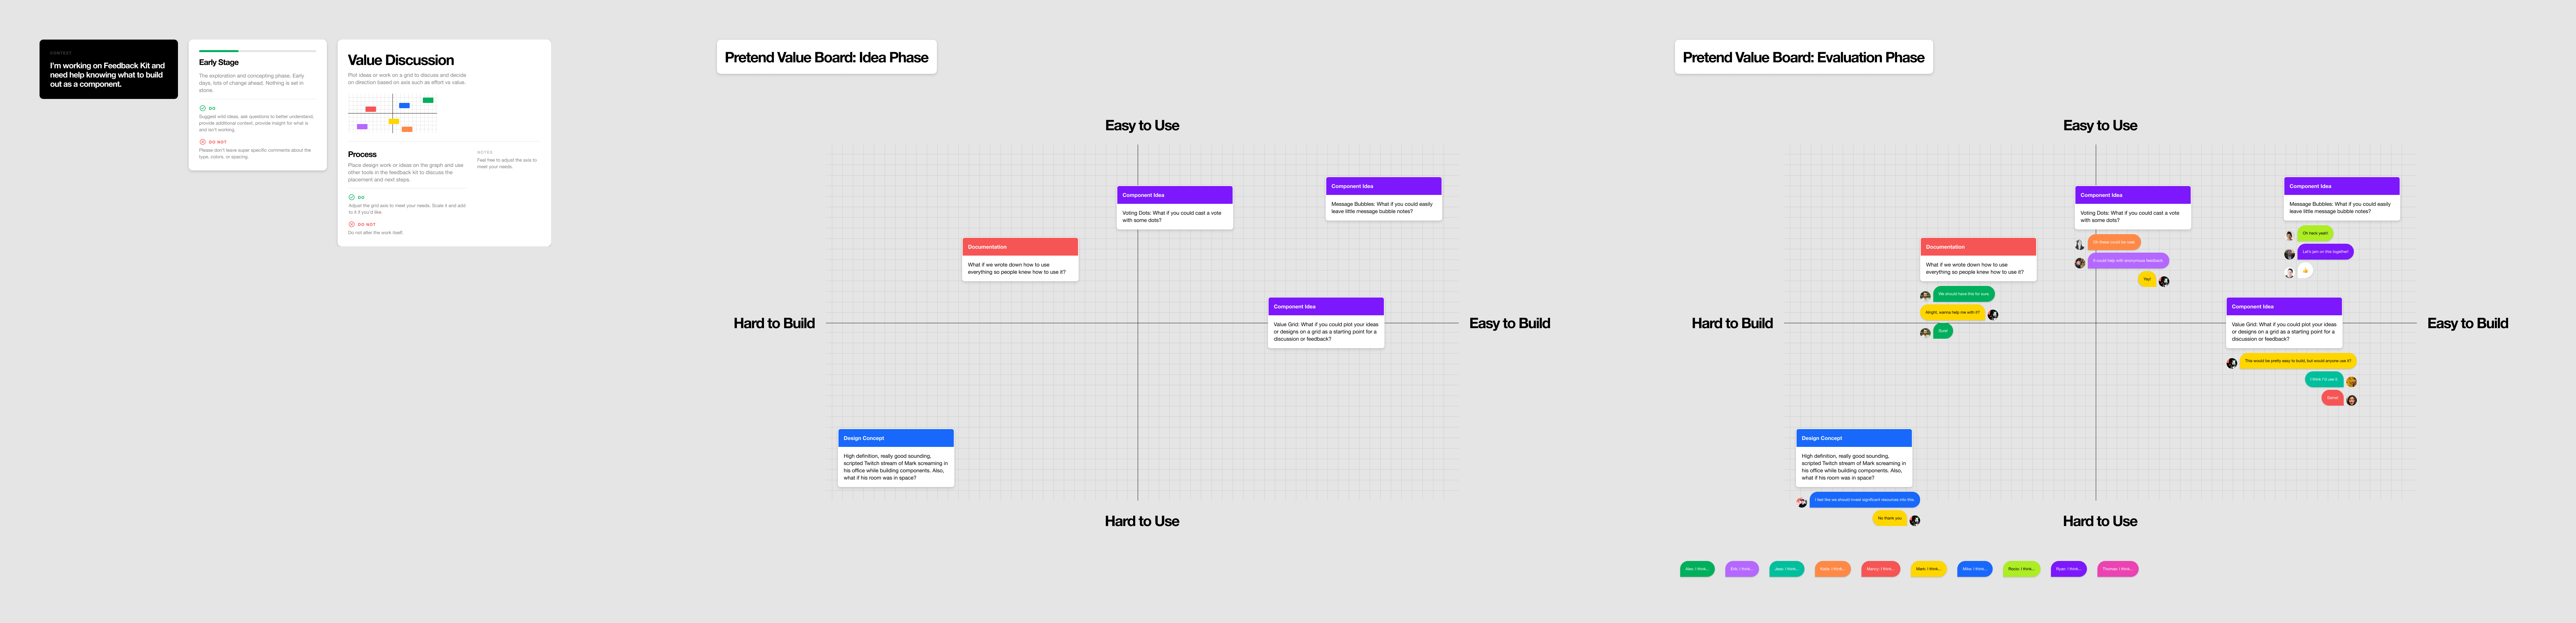 CONTEXT
I'm working on Feedback Kit and
need help knowing what to build
out as a component.
Early Stage
The exploration and concepting phase. Early
days, lots of change ahead. Nothing is set in
stone.
DO
Suggest wild ideas, ask questions to better understand,
provide additional context, provide insight for what is
and isn't working.
DO NOT
Please don't leave super specific comments about the
type, colors, or spacing.
Value Discussion
Plot ideas or work on a grid to discuss and decide
on direction based on axis such as effort vs value.
Process
Place design work or ideas on the graph and use
other tools in the feedback kit to discuss the
placement and next steps.
NOTES
Feel free to adjust the axis to
meet your needs.
DO
Adjust the grid axis to meet your needs. Scale it and add
to it if you'd like.
DO NOT
Do not alter the work itself.
Pretend Value Board: Idea Phase
Easy to Use
Component Idea
Voting Dots: What if you could cast a vote
with some dots?
Component Idea
Message Bubbles: What if you could easily
leave little message bubble notes?
Documentation
What if we wrote down how to use
everything so people knew how to use it?
Component Idea
Value Grid: What if you could plot your ideas
or designs on a grid as a starting point for a
discussion or feedback?
Hard to Build
Easy to Build
Design Concept
High definition, really good sounding,
scripted Twitch stream of Mark screaming in
his office while building components. Also,
what if his room was in space?
Hard to Use
Pretend Value Board: Evaluation Phase
Easy to Use
Component Idea
Voting Dots: What if you could cast a vote
with some dots?
Oh these could be neat
It could help with anonymous feedback
Yay!
Component Idea
Message Bubbles: What if you could easily
leave little message bubble notes?
Oh heck yeah!
Let's jam on this together!
Documentation
What if we wrote down how to use
everything so people knew how to use it?
We should have this for sure.
Alright, wanna help me with it?
Sure
Component Idea
Value Grid: What if you could plot your ideas
or designs on a grid as a starting point for a
discussion or feedback?
This would be pretty easy to build, but would anyone use it?
I think I'd use it
Same!
Hard to Build
Easy to Build
Design Concept
High definition, really good sounding,
scripted Twitch stream of Mark screaming in
his office while building components. Also,
what if his room was in space?
I feel like we should invest significant resources into this.
No thank you
Hard to Use
Alex: I think...
Eric: I think...
Jess: I think...
Katie: I think...
Marcy: I think...
Mark: I think...
Mike: I think...
Rocio: I think...
Ryan: I think...
Thomas: I think...